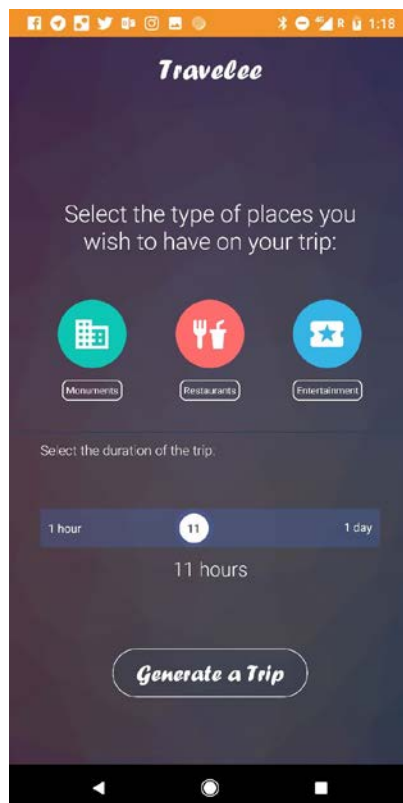 R 1:18
Travelee
Select the type of places you
wish to have on your trip:
Monuments Restaurants Entertainment
Select the duration of the trip:
1 hour 11 1 day
11 hours
Generate a Trip